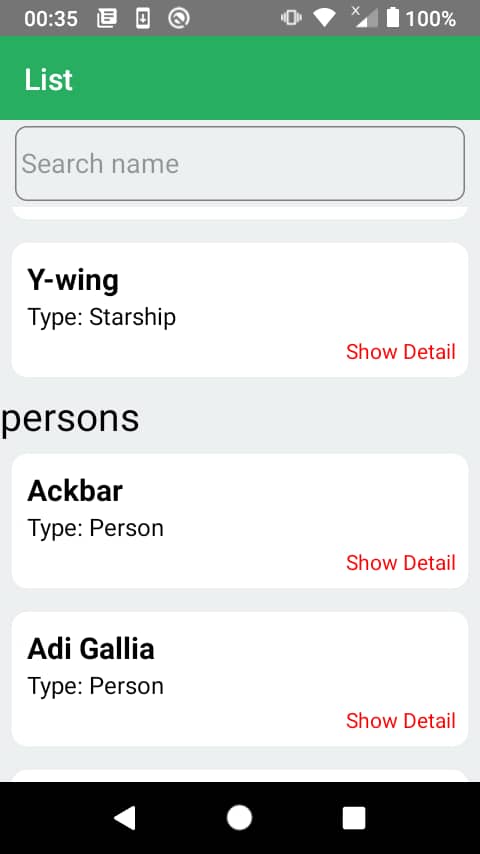 00:35 100%
List
Search name
Y-wing
Type: Starship
Show Detail
persons
Ackbar
Type: Person
Show Detail
Adi Gallia
Type: Person
Show Detail